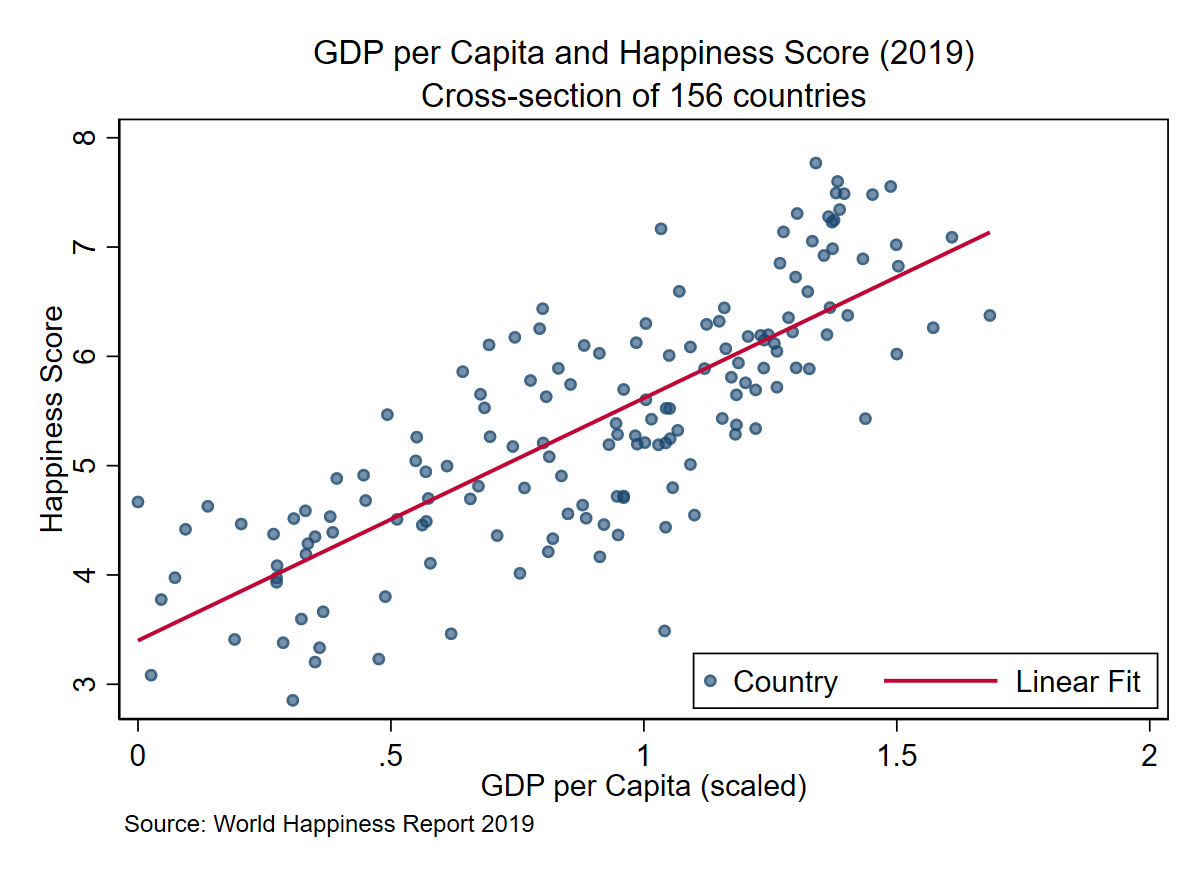 GDP per Capita and Happiness Score (2019)
Cross-section of 156 countries
Happiness Score
8
7
6
5
4
3
Country
Linear Fit
0 .5 1 1.5 2
GDP per Capita (scaled)
Source: World Happiness Report 2019